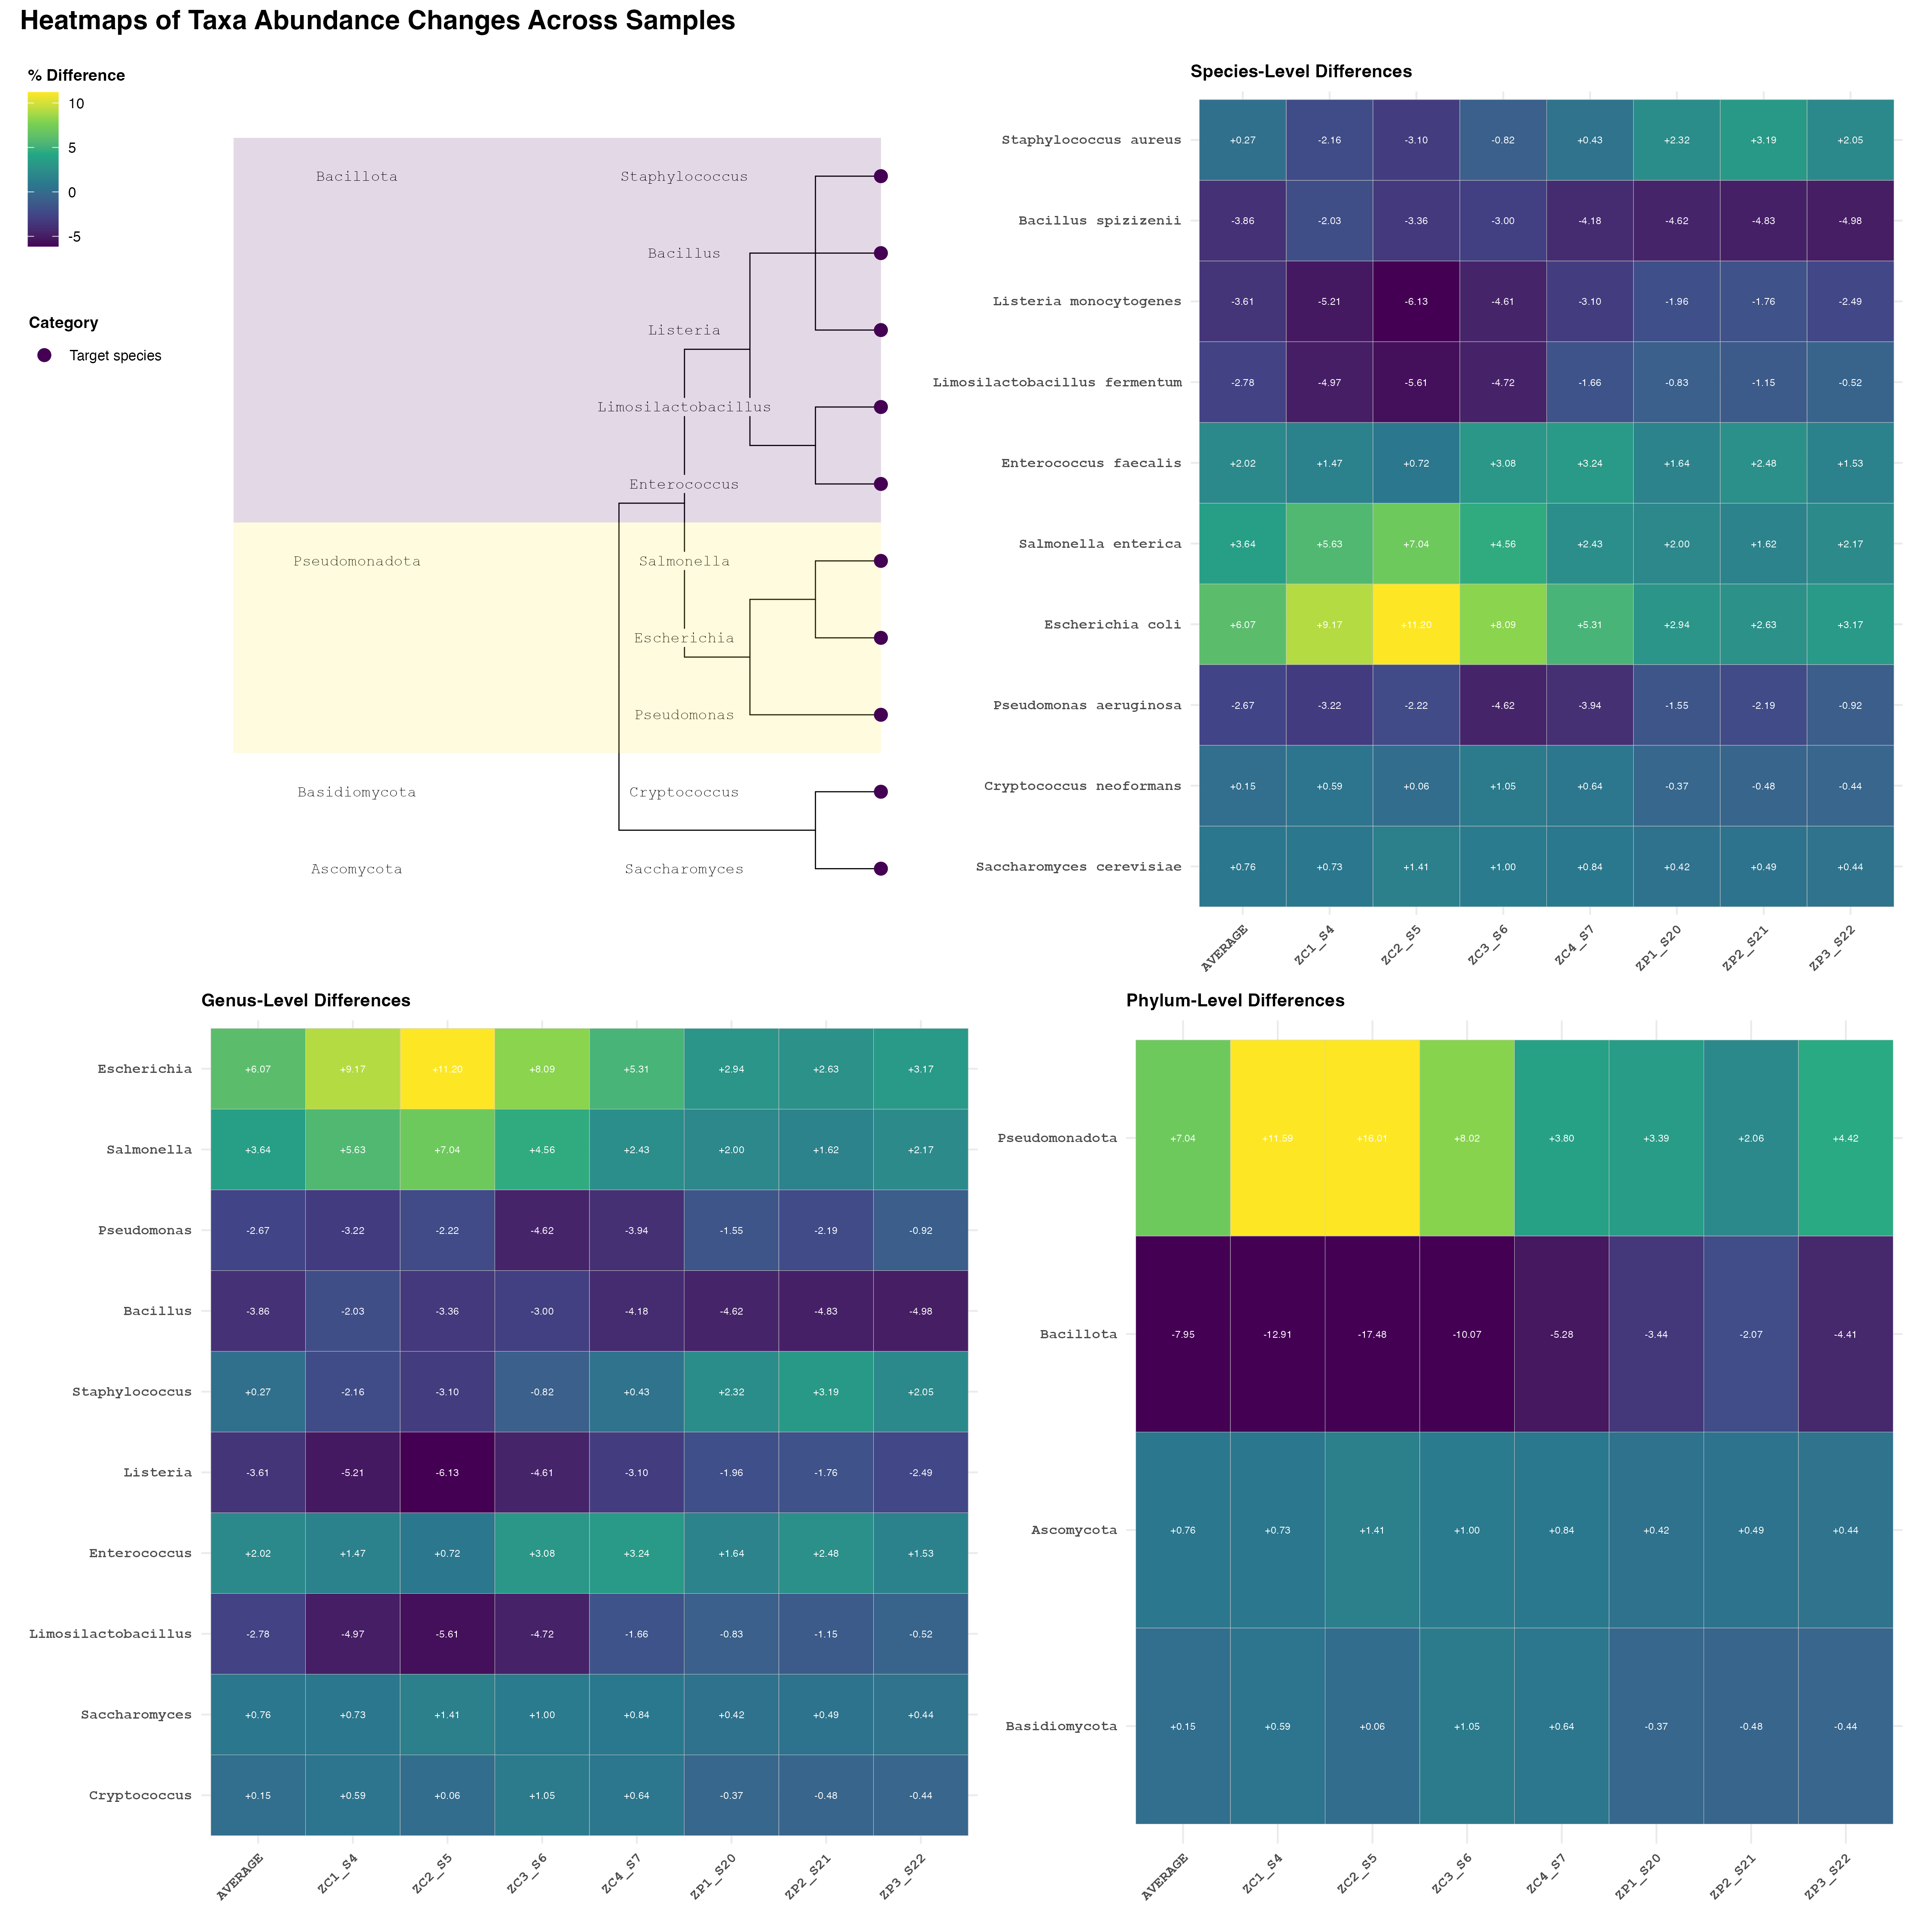 Heatmaps of Taxa Abundance Changes Across Samples
% Difference
10
5
0
-5
Category
Target species
Bacillota
Staphylococcus
Bacillus
Listeria
Limosilactobacillus
Enterococcus
Pseudomonadota
Salmonella
Escherichia
Pseudomonas
Basidiomycota
Cryptococcus
Ascomycota
Saccharomyces
Species-Level Differences
Staphylococcus aureus +0.27 -2.16 -3.10 -0.82 +0.43 +2.32 +3.19 +2.05
Bacillus spizizenii -3.86 -2.03 -3.36 -3.00 -4.18 -4.62 -4.83 -4.98
Listeria monocytogenes -3.61 -5.21 -6.13 -4.61 -3.10 -1.96 -1.76 -2.49
Limosilactobacillus fermentum -2.78 -4.97 -5.61 -4.72 -1.66 -0.83 -1.15 -0.52
Enterococcus faecalis +2.02 +1.47 +0.72 +3.08 +3.24 +1.64 +2.48 +1.53
Salmonella enterica +3.64 +5.63 +7.04 +4.56 +2.43 +2.00 +1.62 +2.17
Escherichia coli +6.07 +9.17 +11.20 +8.09 +5.31 +2.94 +2.63 +3.17
Pseudomonas aeruginosa -2.67 -3.22 -2.22 -4.62 -3.94 -1.55 -2.19 -0.92
Cryptococcus neoformans +0.15 +0.59 +0.06 +1.05 +0.64 -0.37 -0.48 -0.44
Saccharomyces cerevisiae +0.76 +0.73 +1.41 +1.00 +0.84 +0.42 +0.49 +0.44
AVERAGE ZC1_S4 ZC2_S5 ZC3_S6 ZC4_S7 ZP1_S20 ZP2_S21 ZP3_S22
Genus-Level Differences
Escherichia +6.07 +9.17 +11.20 +8.09 +5.31 +2.94 +2.63 +3.17
Salmonella +3.64 +5.63 +7.04 +4.56 +2.43 +2.00 +1.62 +2.17
Pseudomonas -2.67 -3.22 -2.22 -4.62 -3.94 -1.55 -2.19 -0.92
Bacillus -3.86 -2.03 -3.36 -3.00 -4.18 -4.62 -4.83 -4.98
Staphylococcus +0.27 -2.16 -3.10 -0.82 +0.43 +2.32 +3.19 +2.05
Listeria -3.61 -5.21 -6.13 -4.61 -3.10 -1.96 -1.76 -2.49
Enterococcus +2.02 +1.47 +0.72 +3.08 +3.24 +1.64 +2.48 +1.53
Limosilactobacillus -2.78 -4.97 -5.61 -4.72 -1.66 -0.83 -1.15 -0.52
Saccharomyces +0.76 +0.73 +1.41 +1.00 +0.84 +0.42 +0.49 +0.44
Cryptococcus +0.15 +0.59 +0.06 +1.05 +0.64 -0.37 -0.48 -0.44
AVERAGE ZC1_S4 ZC2_S5 ZC3_S6 ZC4_S7 ZP1_S20 ZP2_S21 ZP3_S22
Phylum-Level Differences
Pseudomonadota +7.04 +11.59 +16.01 +8.02 +3.80 +3.39 +2.06 +4.42
Bacillota -7.95 -12.91 -17.48 -10.07 -5.28 -3.44 -2.07 -4.41
Ascomycota +0.76 +0.73 +1.41 +1.00 +0.84 +0.42 +0.49 +0.44
Basidiomycota +0.15 +0.59 +0.06 +1.05 +0.64 -0.37 -0.48 -0.44
AVERAGE ZC1_S4 ZC2_S5 ZC3_S6 ZC4_S7 ZP1_S20 ZP2_S21 ZP3_S22